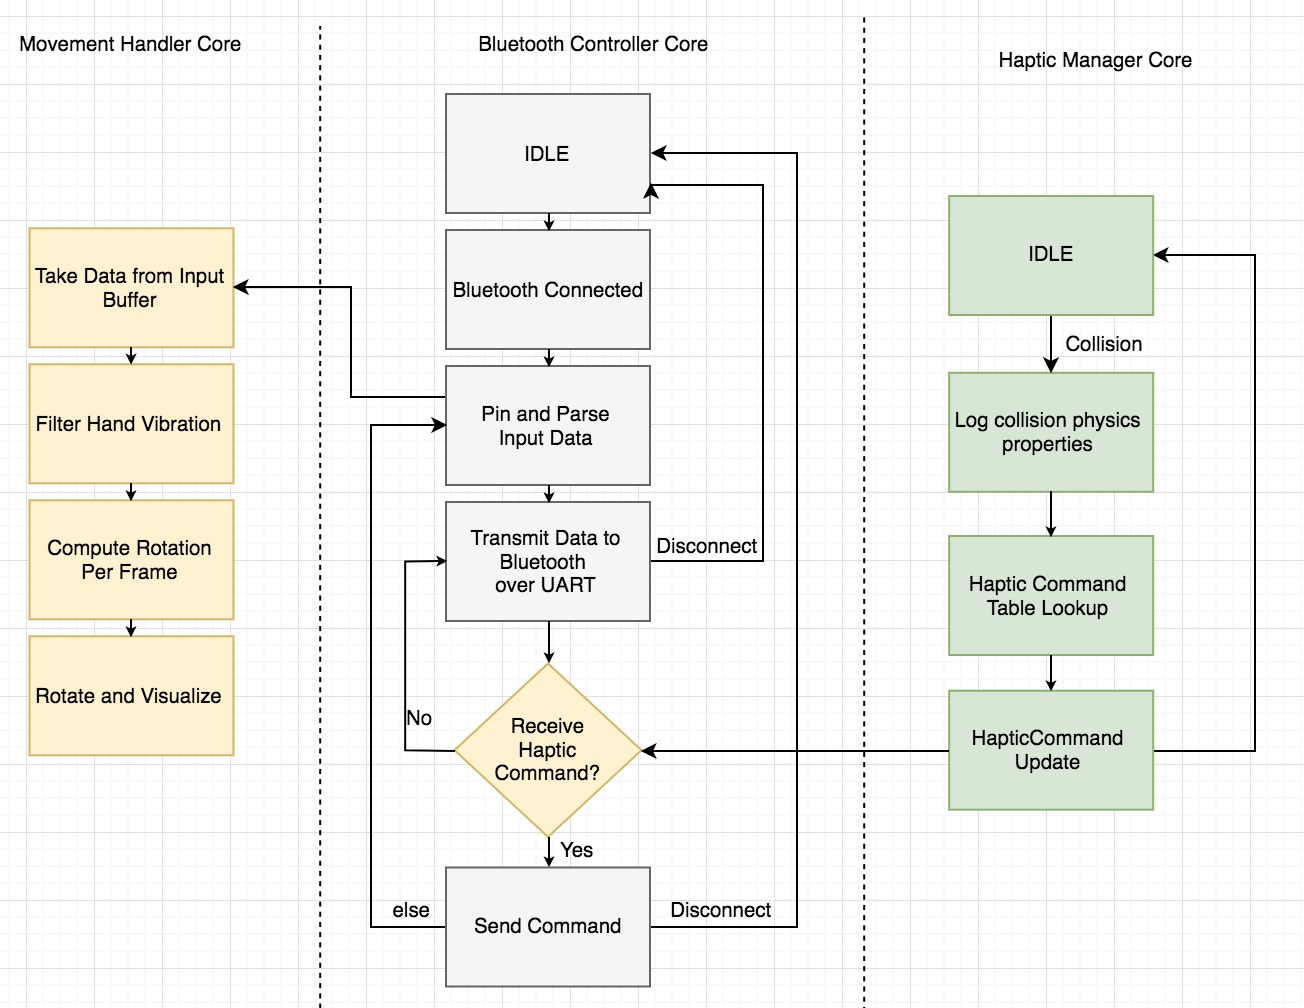 Movement Handler Core
Bluetooth Controller Core
Haptic Manager Core
Take Data from Input
Buffer
Filter Hand Vibration
Compute Rotation
Per Frame
Rotate and Visualize
IDLE
Bluetooth Connected
Pin and Parse
Input Data
Transmit Data to
Bluetooth
over UART
Disconnect
Receive
Haptic
Command?
No
Yes
else
Send Command
Disconnect
IDLE
Collision
Log collision physics
properties
Haptic Command
Table Lookup
HapticCommand
Update